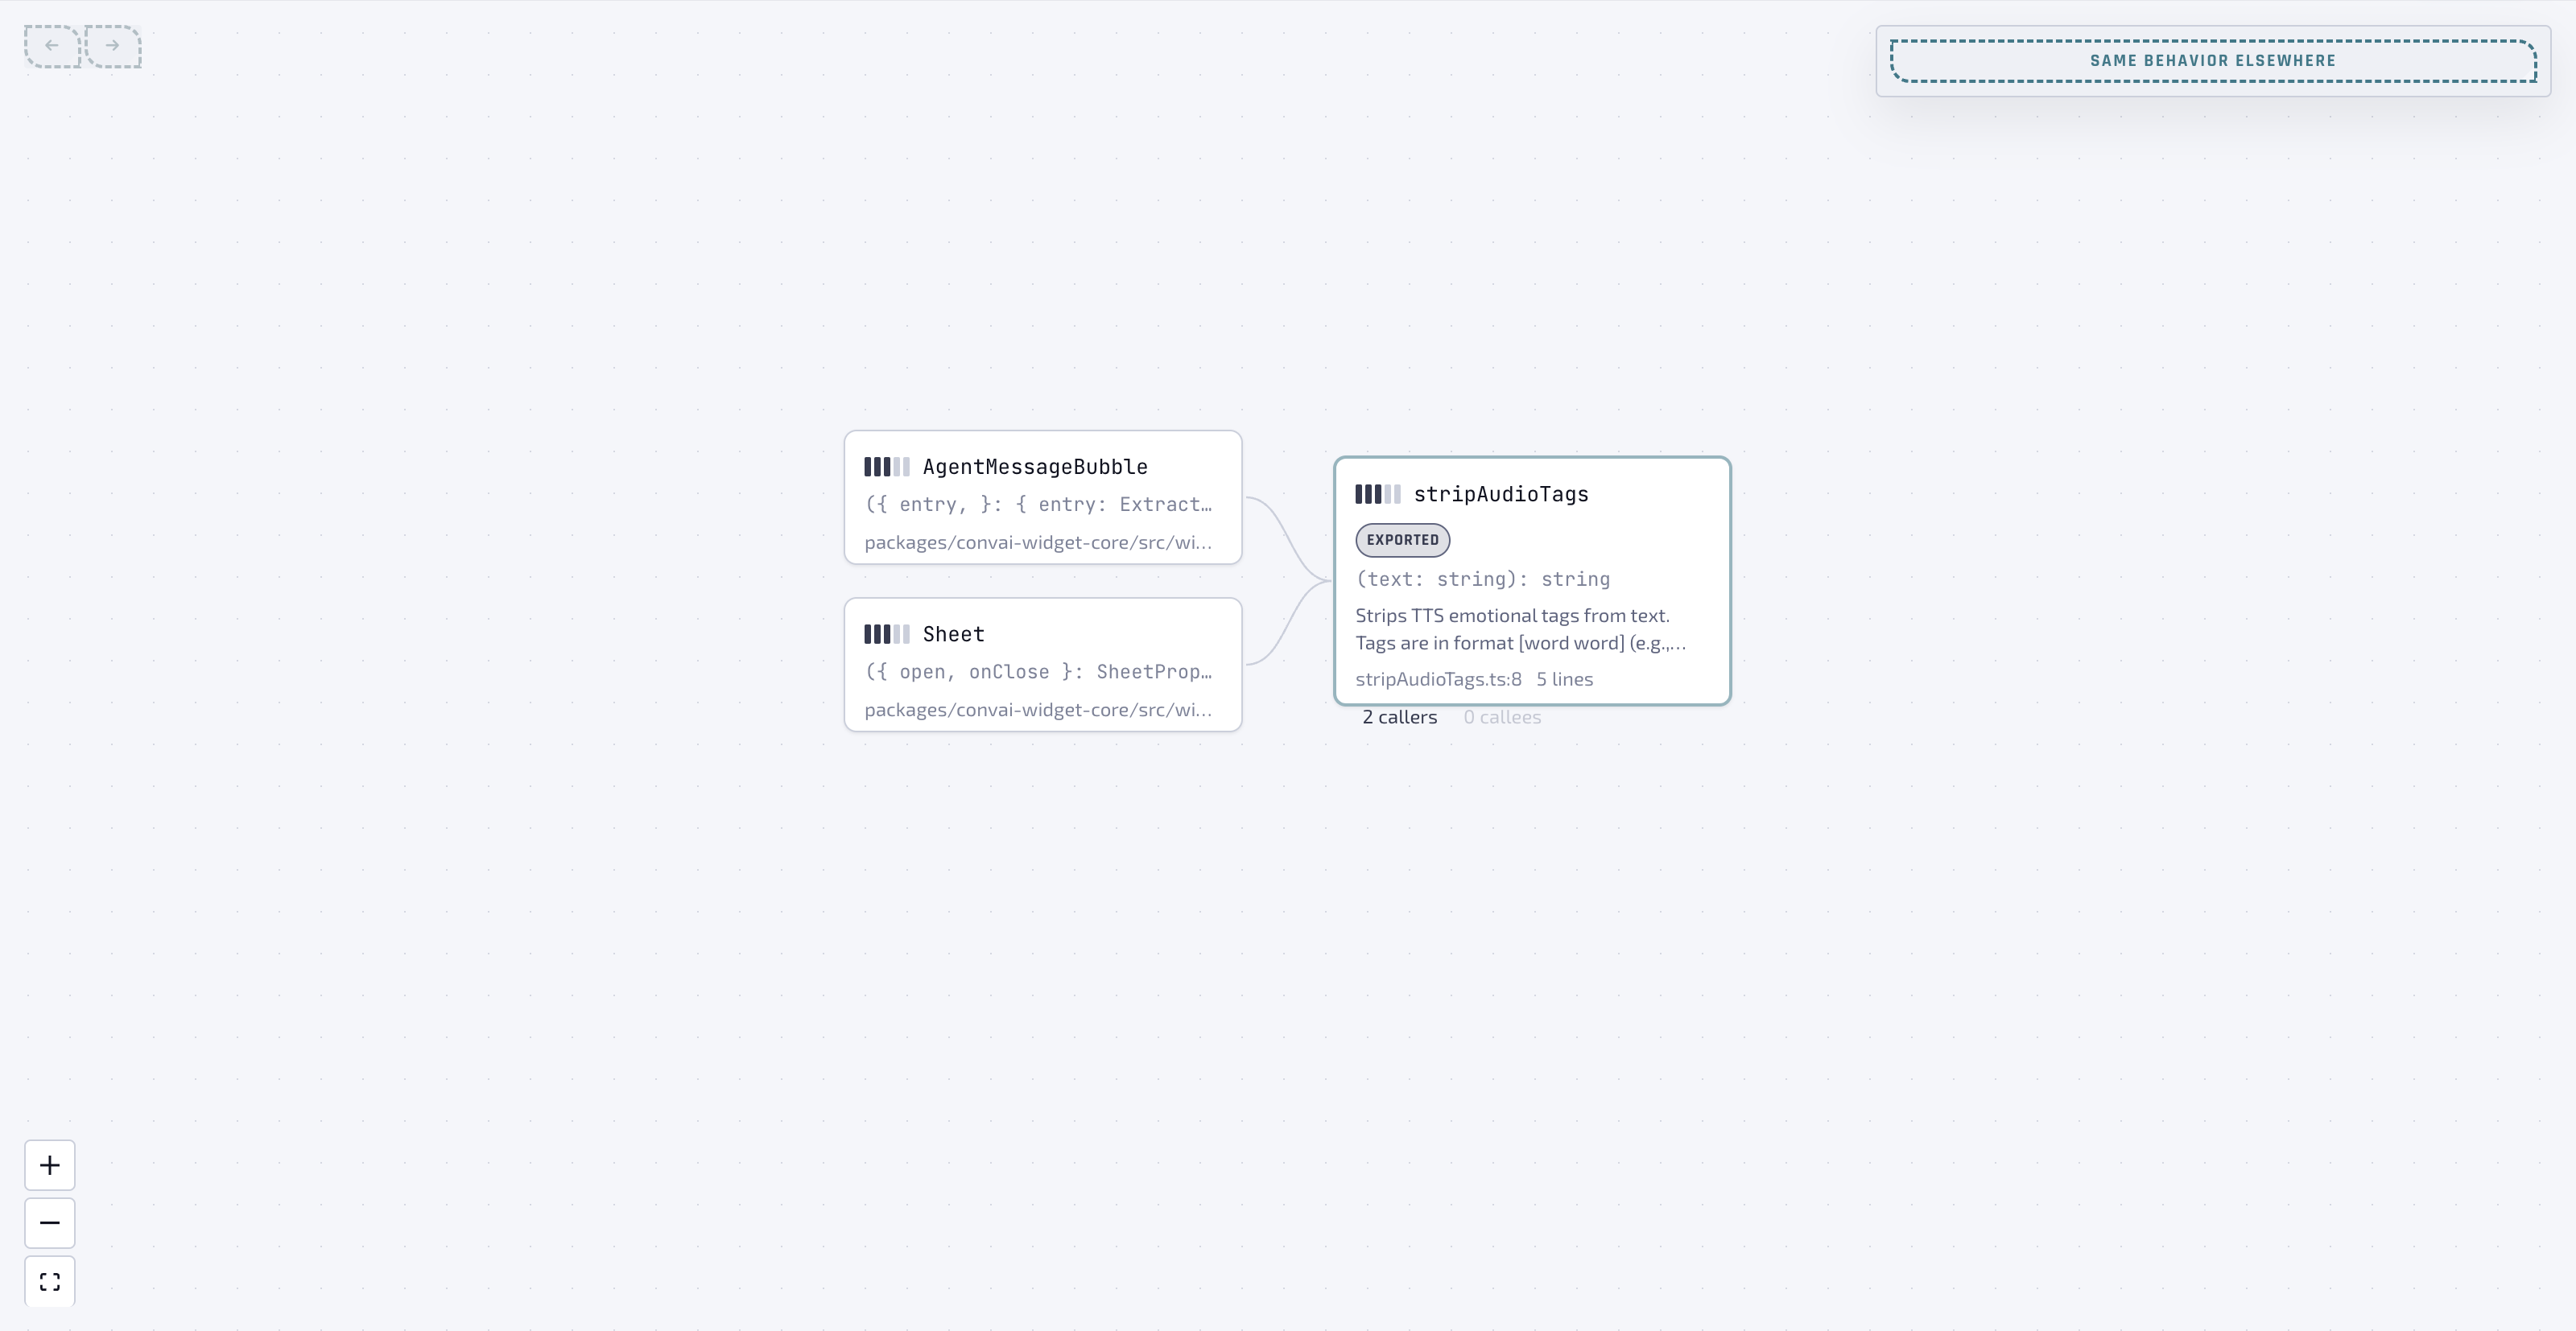 SAME BEHAVIOR ELSEWHERE
AgentMessageBubble
({ entry, }: { entry: Extract…
packages/convai-widget-core/src/wi…
Sheet
({ open, onClose }: SheetProp…
packages/convai-widget-core/src/wi…
stripAudioTags
EXPORTED
(text: string): string
Strips TTS emotional tags from text.
Tags are in format [word word] (e.g.,…
stripAudioTags.ts:8 5 lines
2 callers 0 callees